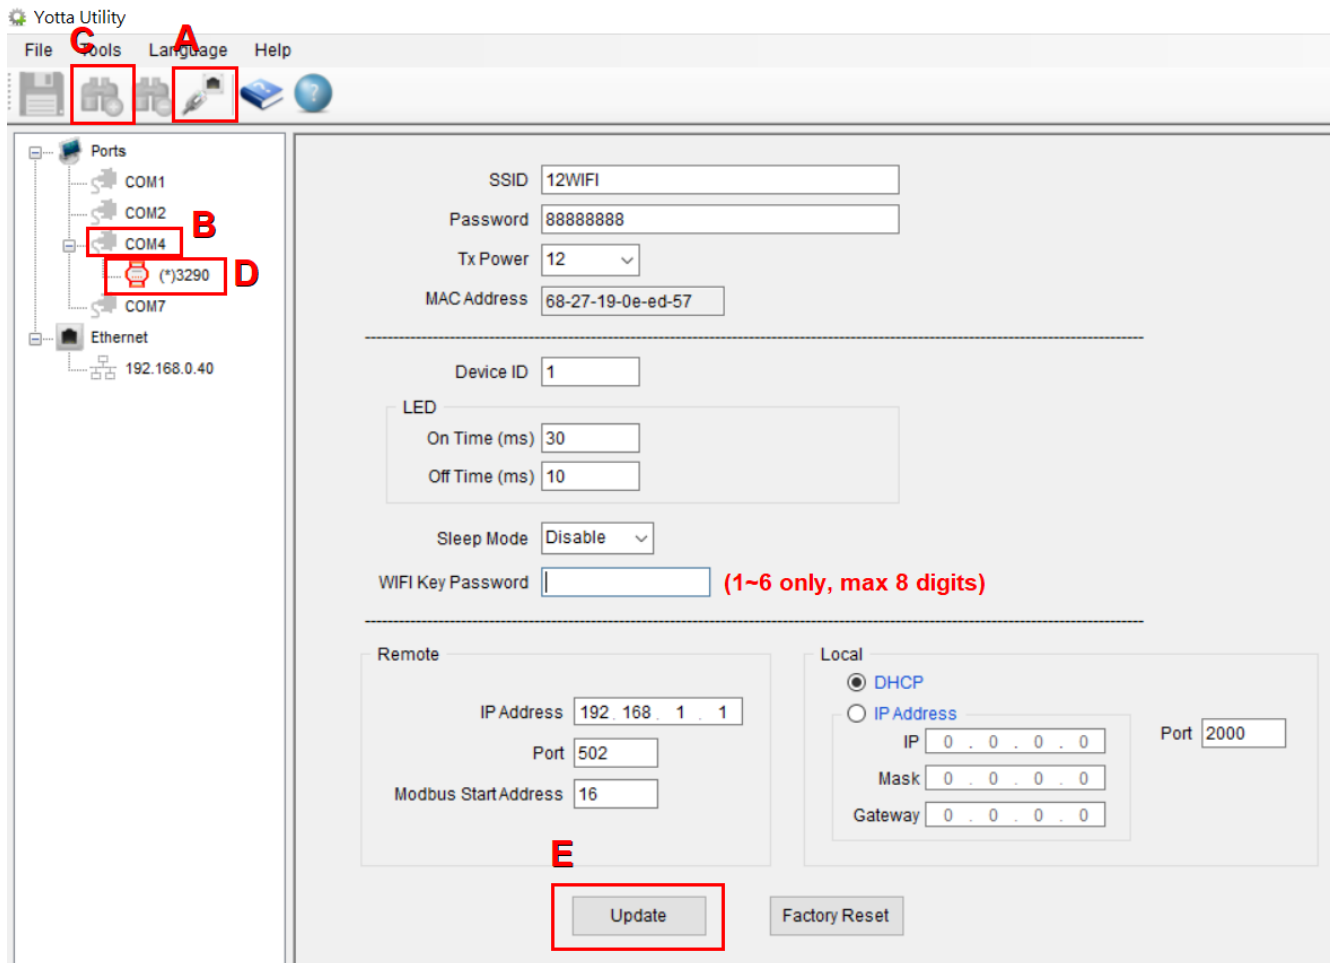 Yotta Utility
File Tools Language Help
C
A
Ports
COM1
COM2
COM4
B
(*)3290
D
COM7
Ethernet
192.168.0.40
SSID 12WIFI
Password 88888888
Tx Power 12
MAC Address 68-27-19-0e-ed-57
Device ID 1
LED
On Time (ms) 30
Off Time (ms) 10
Sleep Mode Disable
WIFI Key Password (1~6 only, max 8 digits)
Remote
IP Address 192 . 168 . 1 . 1
Port 502
Modbus Start Address 16
Local
DHCP
IP Address
IP 0 . 0 . 0 . 0
Mask 0 . 0 . 0 . 0
Gateway 0 . 0 . 0 . 0
Port 2000
E
Update
Factory Reset